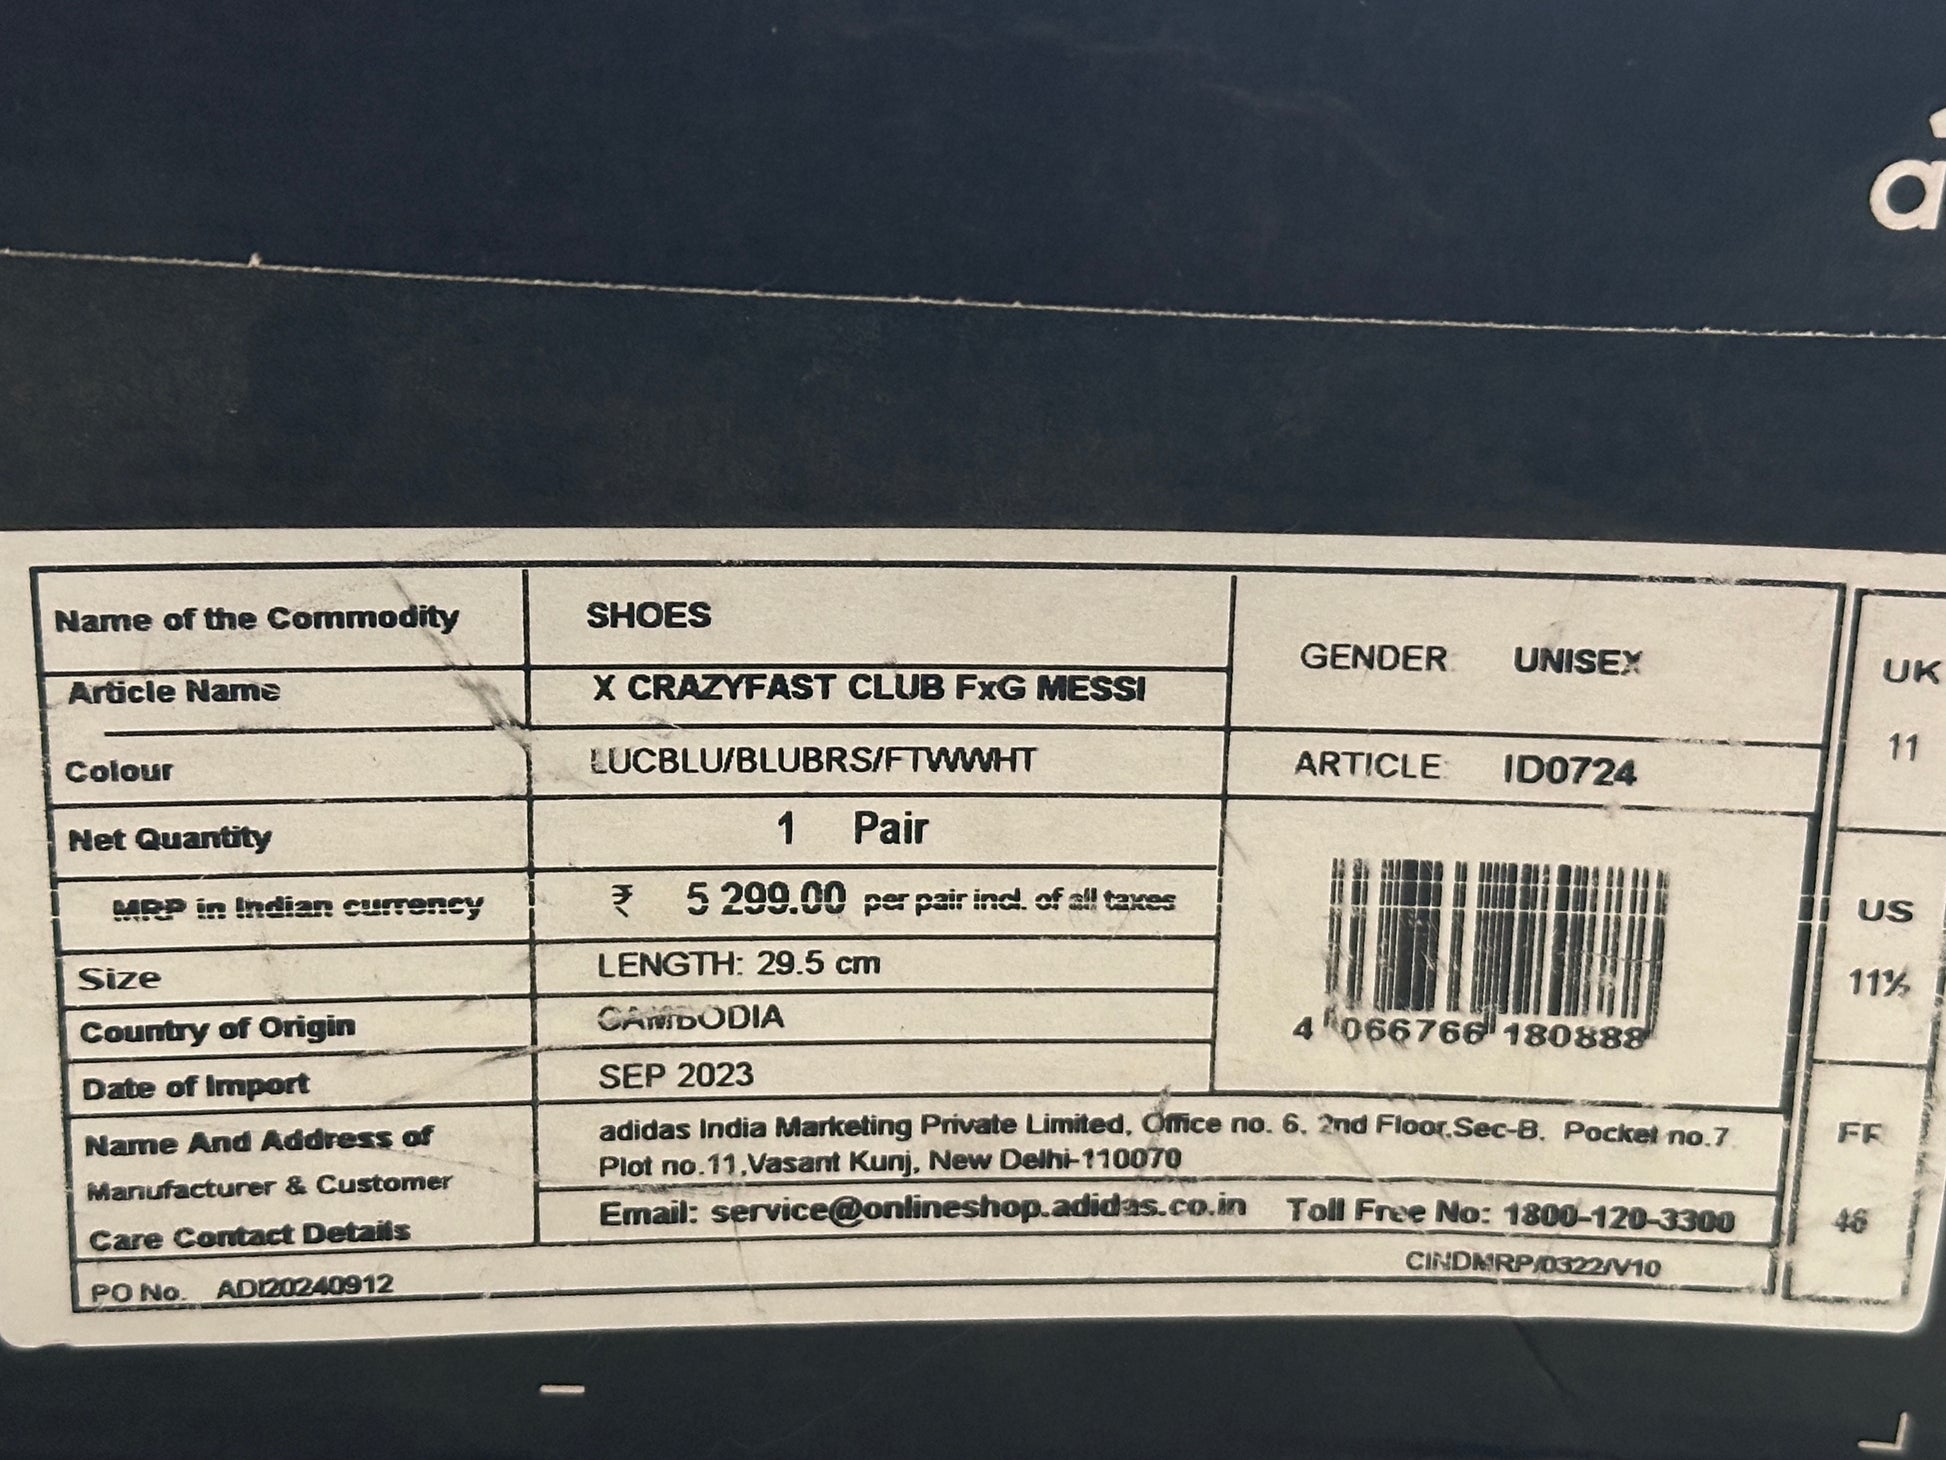 Name of the Commodity SHOES
GENDER: UNISEX
Article Name X CRAZYFAST CLUB FxG MESSI
Colour LUCBLU/BLUBRS/FTWWHT
ARTICLE: ID0724
Net Quantity 1 Pair
MRP in Indian currency ₹ 5 299.00 per pair incl. of all taxes
Size LENGTH: 29.5 cm
Country of Origin CAMBODIA
4 066766 180888
Date of Import SEP 2023
Name And Address of
Manufacturer & Customer
Care Contact Details
adidas India Marketing Private Limited, Office no. 6, 2nd Floor,Sec-B, Pocket no.7
Plot no.11,Vasant Kunj, New Delhi-110070
Email: service@onlineshop.adidas.co.in Toll Free No: 1800-120-3300
PO No. ADI20240912
CINDMRP/0322/V10
UK
11
US
11½
FR
46